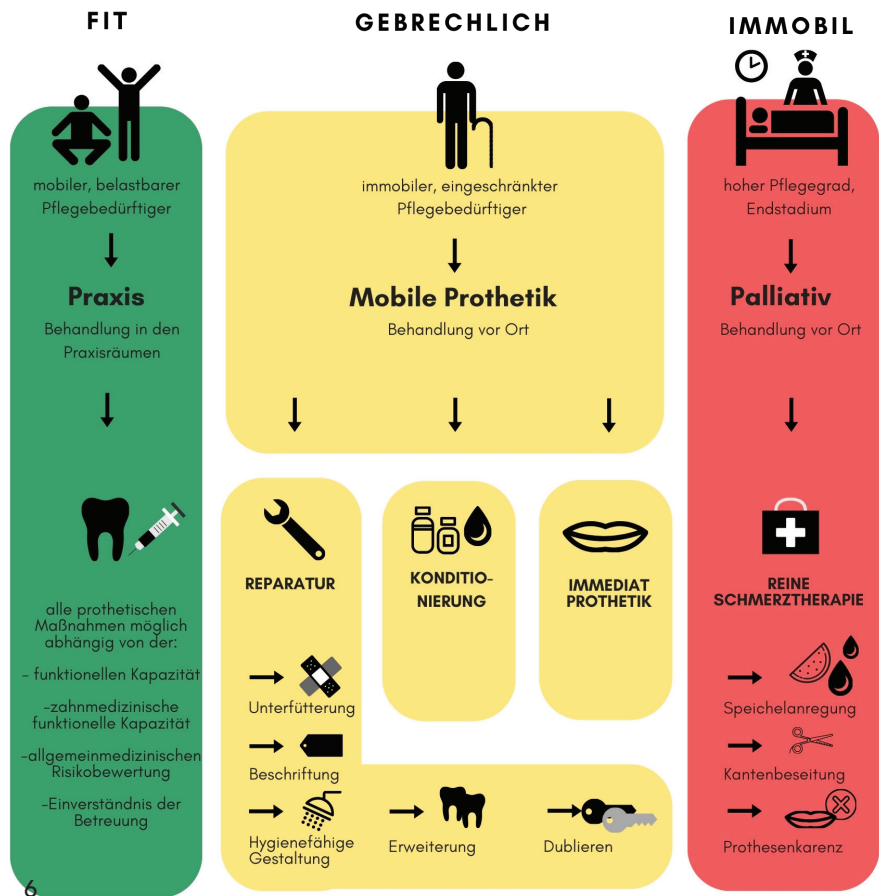 FIT
mobiler, belastbarer
Pflegebedürftiger
Praxis
Behandlung in den
Praxisräumen
alle prothetischen
Maßnahmen möglich
abhängig von der:
- funktionellen Kapazität
-zahnmedizinische
funktionelle Kapazität
-allgemeinmedizinischen
Risikobewertung
-Einverständnis der
Betreuung
6
GEBRECHLICH
immobiler, eingeschränkter
Pflegebedürftiger
Mobile Prothetik
Behandlung vor Ort
REPARATUR
Unterfütterung
Beschriftung
Hygienefähige
Gestaltung
Erweiterung
Dublieren
KONDITIO-
NIERUNG
IMMEDIAT
PROTHETIK
IMMOBIL
hoher Pflegegrad,
Endstadium
Palliativ
Behandlung vor Ort
REINE
SCHMERZTHERAPIE
Speichelanregung
Kantenbeseitung
Prothesenkarenz